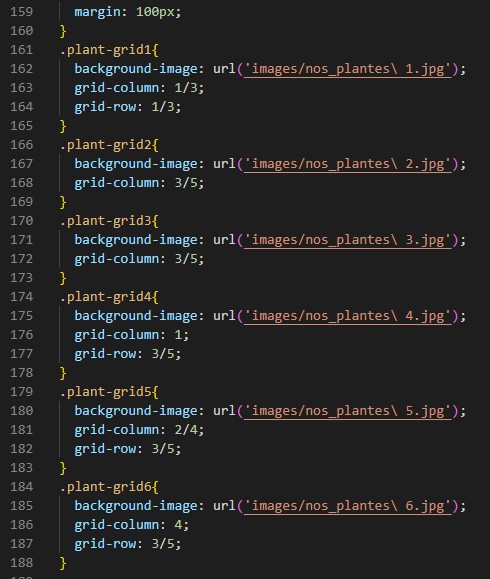 159 margin: 100px;
160 }
161 .plant-grid1{
162 background-image: url('images/nos_plantes\ 1.jpg');
163 grid-column: 1/3;
164 grid-row: 1/3;
165 }
166 .plant-grid2{
167 background-image: url('images/nos_plantes\ 2.jpg');
168 grid-column: 3/5;
169 }
170 .plant-grid3{
171 background-image: url('images/nos_plantes\ 3.jpg');
172 grid-column: 3/5;
173 }
174 .plant-grid4{
175 background-image: url('images/nos_plantes\ 4.jpg');
176 grid-column: 1;
177 grid-row: 3/5;
178 }
179 .plant-grid5{
180 background-image: url('images/nos_plantes\ 5.jpg');
181 grid-column: 2/4;
182 grid-row: 3/5;
183 }
184 .plant-grid6{
185 background-image: url('images/nos_plantes\ 6.jpg');
186 grid-column: 4;
187 grid-row: 3/5;
188 }